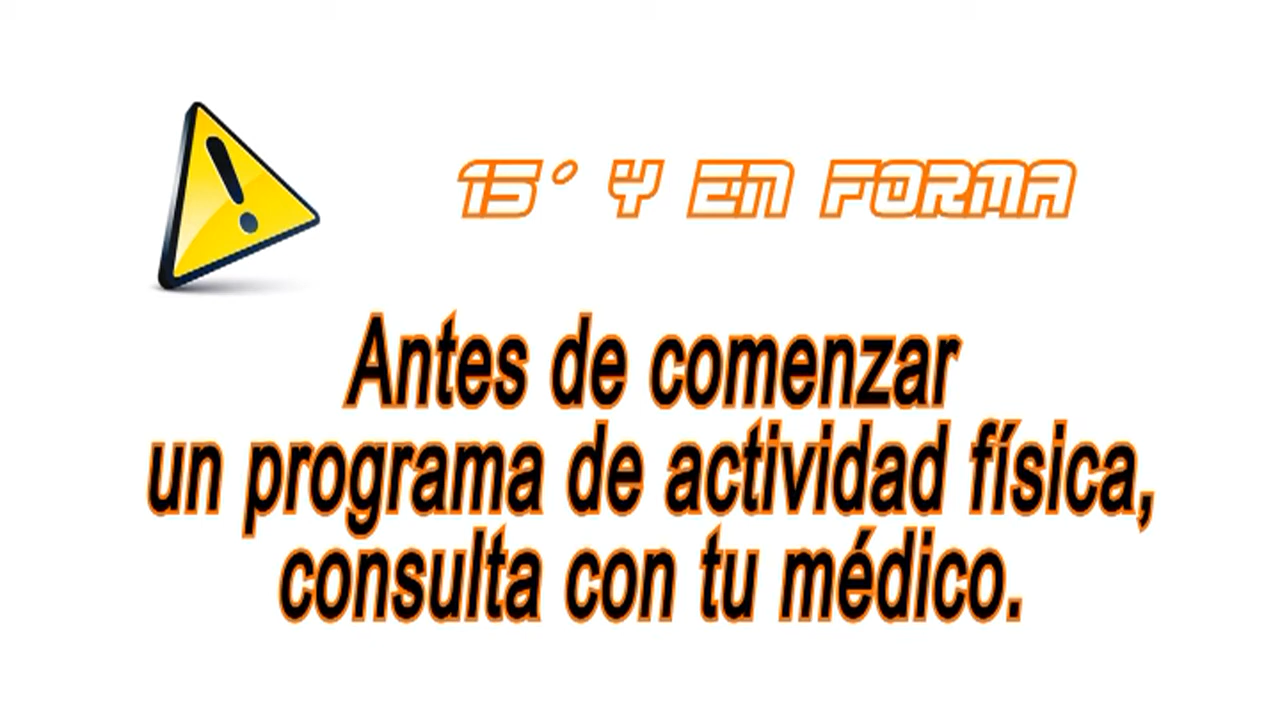 15´ Y EN FORMA
Antes de comenzar
un programa de actividad física,
consulta con tu médico.